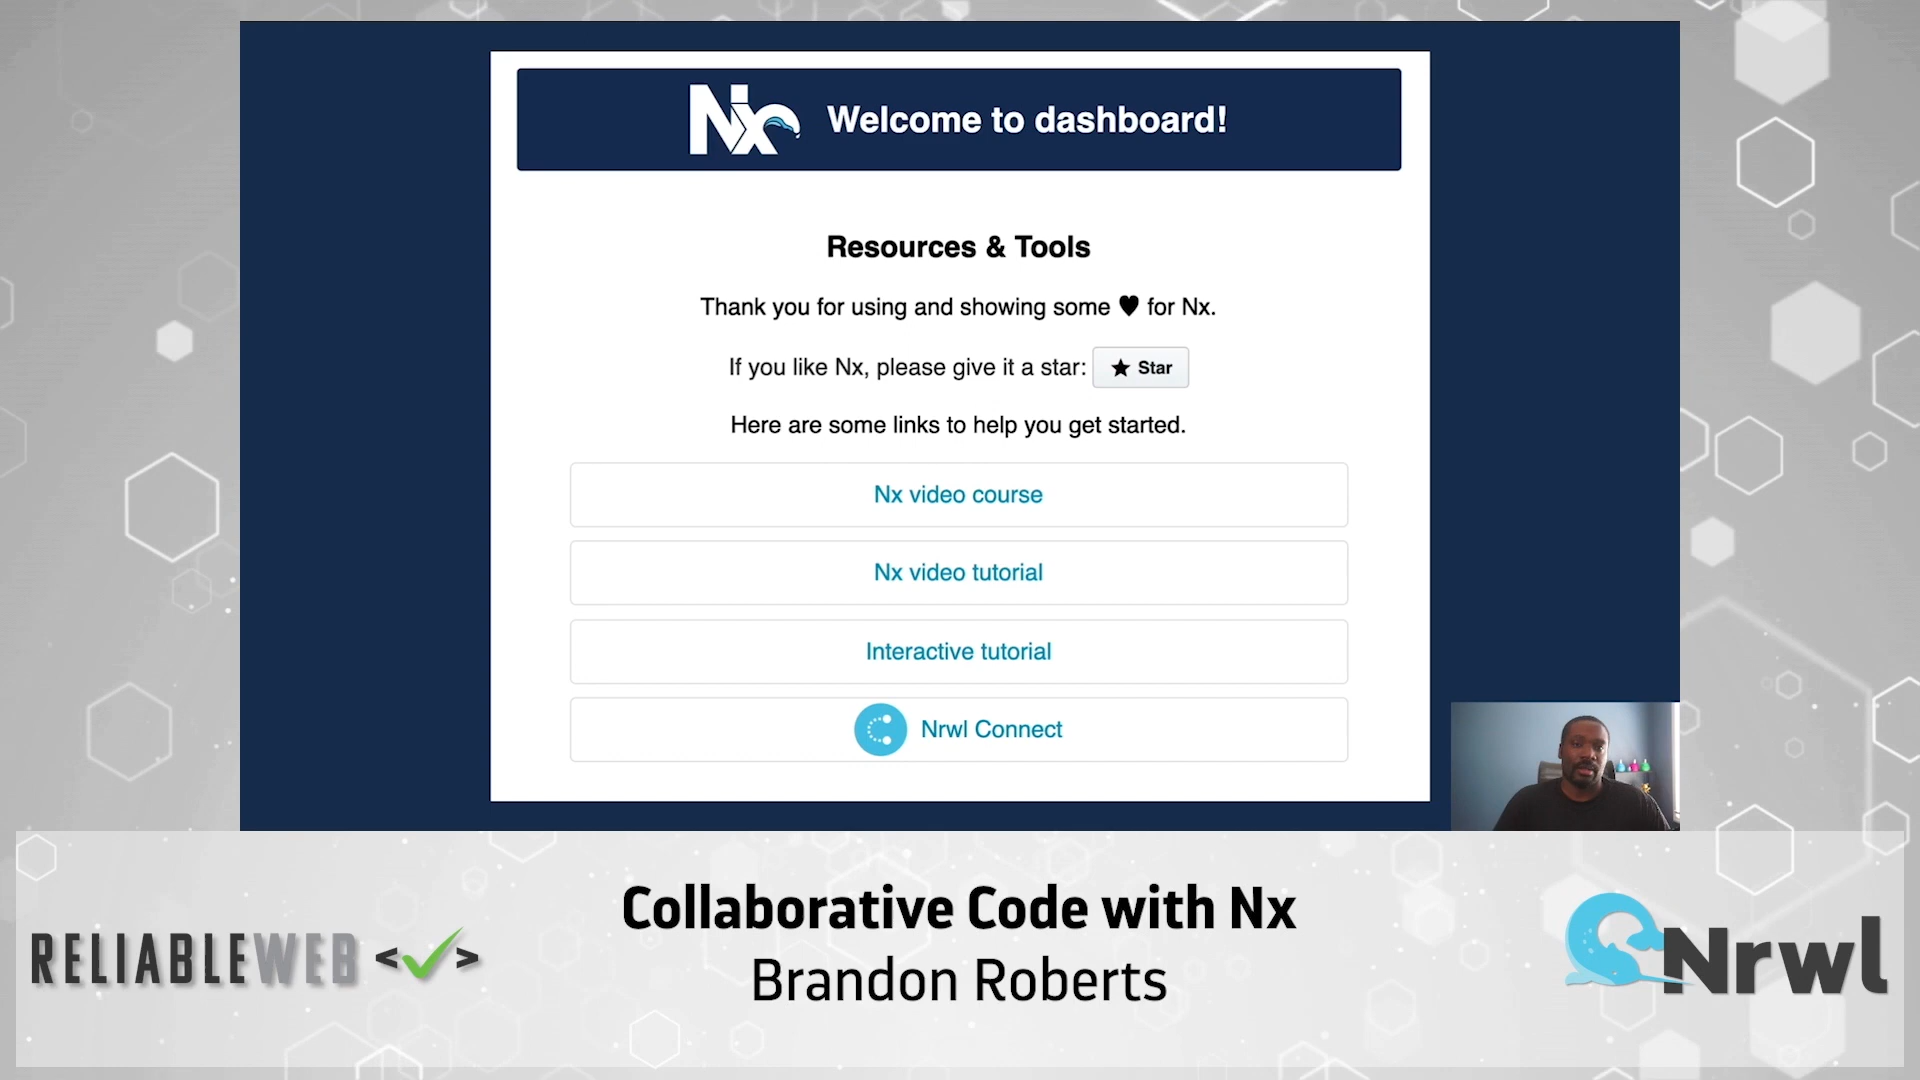 Nx Welcome to dashboard!
Resources & Tools
Thank you for using and showing some ♥ for Nx.
If you like Nx, please give it a star: ★ Star
Here are some links to help you get started.
Nx video course
Nx video tutorial
Interactive tutorial
Nrwl Connect
Collaborative Code with Nx
Brandon Roberts
RELIABLEWEB <✓>
Nrwl